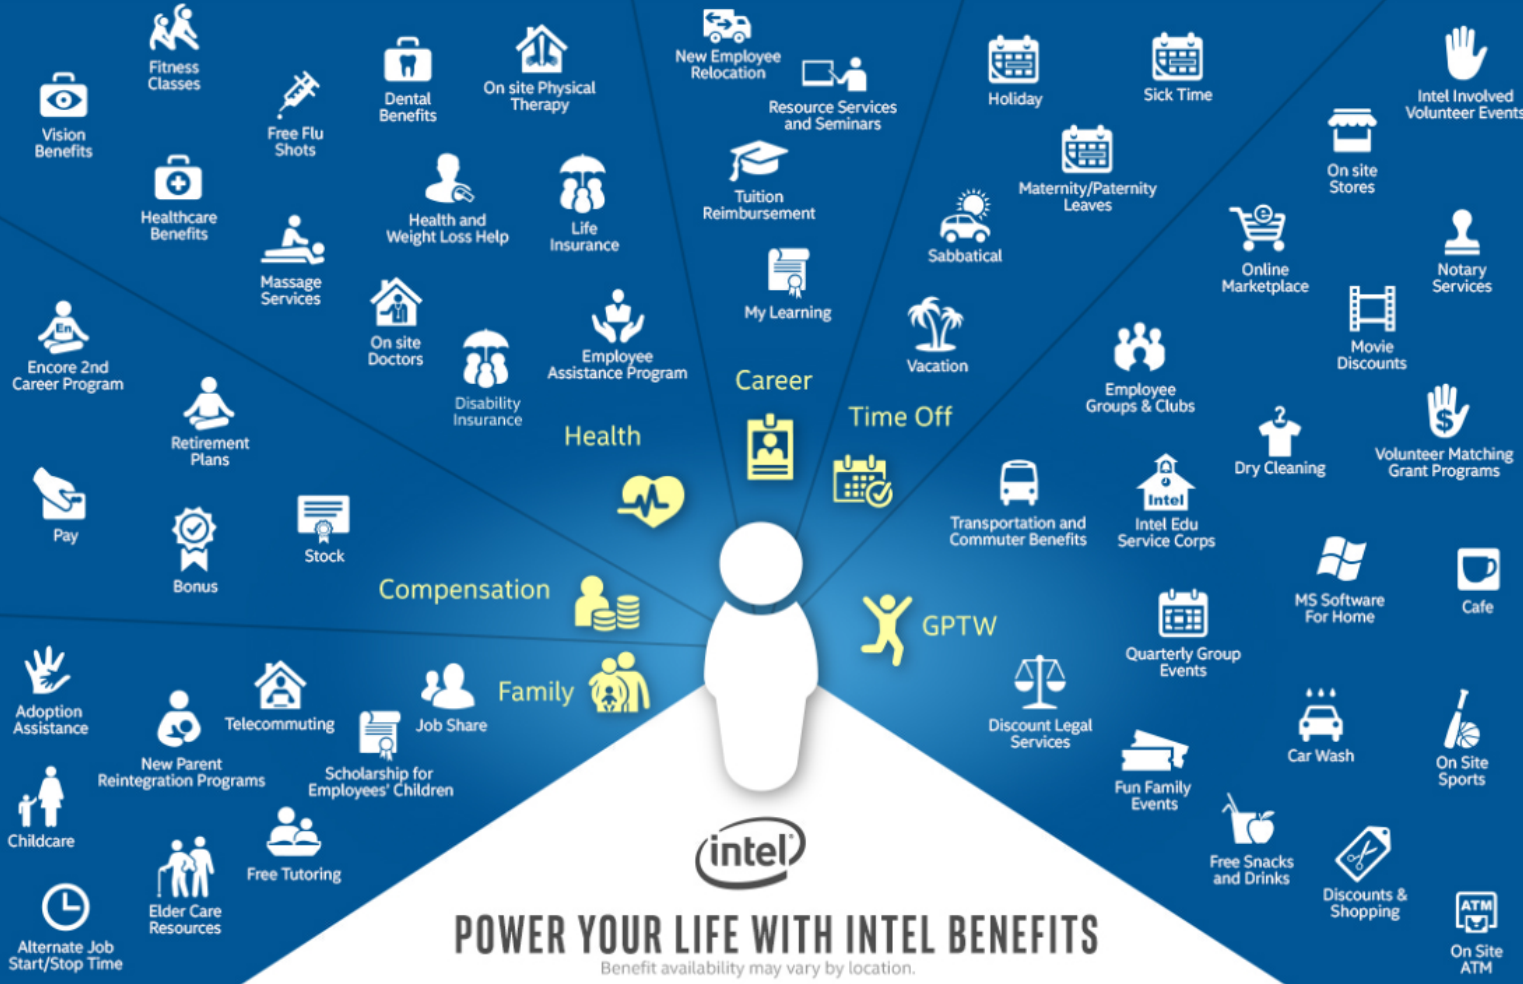 Fitness
Classes
Vision
Benefits
Free Flu
Shots
Dental
Benefits
On site Physical
Therapy
Healthcare
Benefits
Massage
Services
Health and
Weight Loss Help
Life
Insurance
On site
Doctors
Disability
Insurance
Employee
Assistance Program
Health
New Employee
Relocation
Resource Services
and Seminars
Tuition
Reimbursement
My Learning
Career
Holiday
Sick Time
Maternity/Paternity
Leaves
Sabbatical
Vacation
Time Off
Encore 2nd
Career Program
En
Retirement
Plans
Pay
Bonus
Stock
Compensation
Adoption
Assistance
New Parent
Reintegration Programs
Telecommuting
Scholarship for
Employees' Children
Job Share
Family
Childcare
Free Tutoring
Elder Care
Resources
Alternate Job
Start/Stop Time
Intel Involved
Volunteer Events
On site
Stores
e
Online
Marketplace
Notary
Services
Movie
Discounts
Employee
Groups & Clubs
?
Dry Cleaning
$
Volunteer Matching
Grant Programs
Transportation and
Commuter Benefits
Intel
Intel Edu
Service Corps
MS Software
For Home
Cafe
GPTW
Quarterly Group
Events
Discount Legal
Services
Car Wash
On Site
Sports
Fun Family
Events
Free Snacks
and Drinks
Discounts &
Shopping
ATM
On Site
ATM
intel®
POWER YOUR LIFE WITH INTEL BENEFITS
Benefit availability may vary by location.